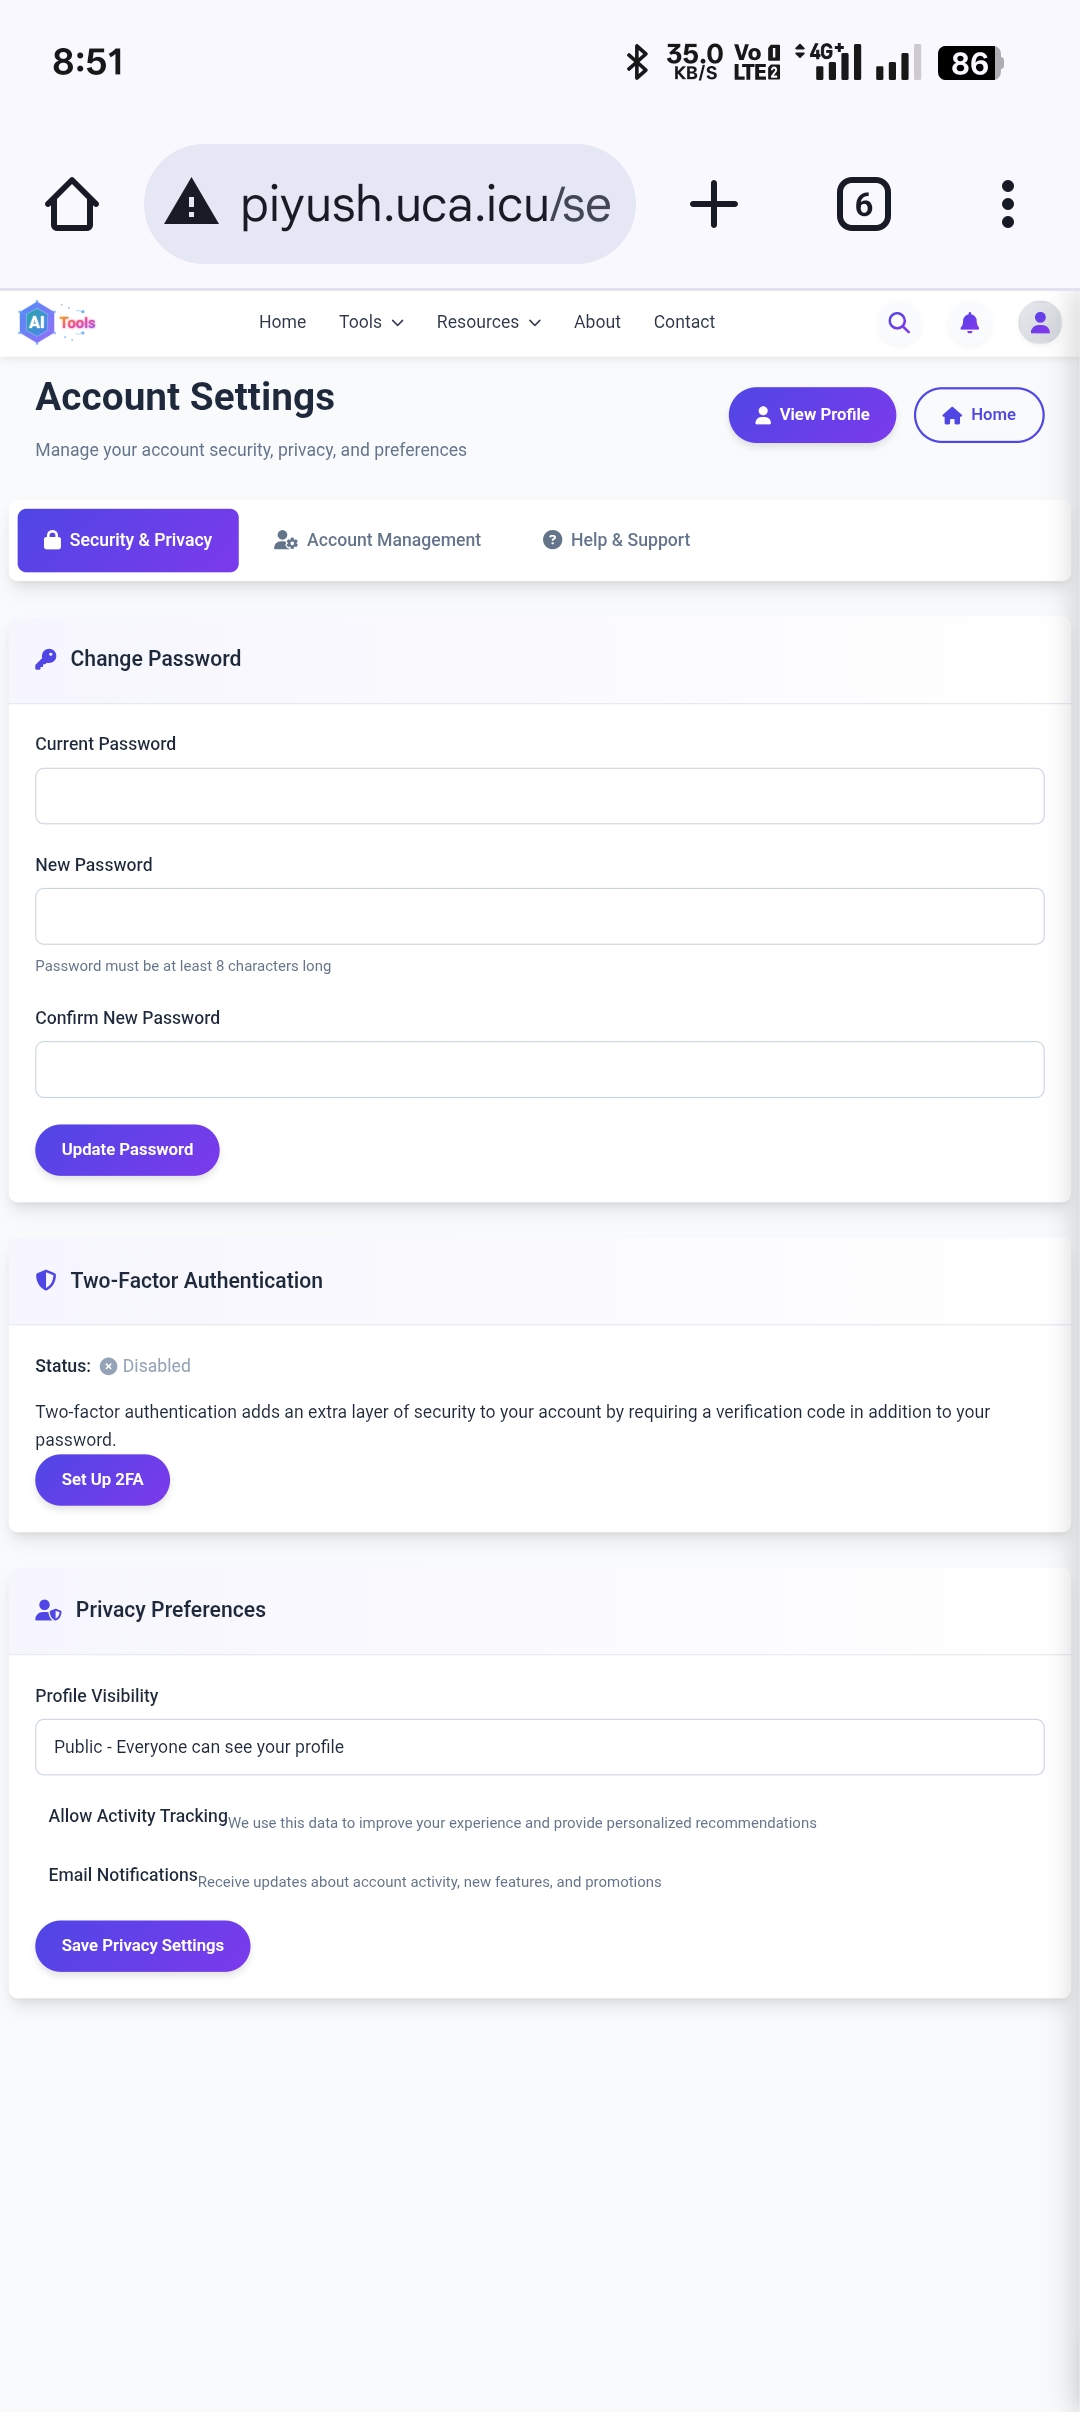 8:51
35.0
KB/S
Vo 1
LTE 2
4G+
86
piyush.uca.icu/se
6
AI Tools
Home Tools Resources About Contact
Account Settings
Manage your account security, privacy, and preferences
View Profile
Home
Security & Privacy
Account Management
Help & Support
Change Password
Current Password
New Password
Password must be at least 8 characters long
Confirm New Password
Update Password
Two-Factor Authentication
Status: Disabled
Two-factor authentication adds an extra layer of security to your account by requiring a verification code in addition to your
password.
Set Up 2FA
Privacy Preferences
Profile Visibility
Public - Everyone can see your profile
Allow Activity Tracking We use this data to improve your experience and provide personalized recommendations
Email Notifications Receive updates about account activity, new features, and promotions
Save Privacy Settings